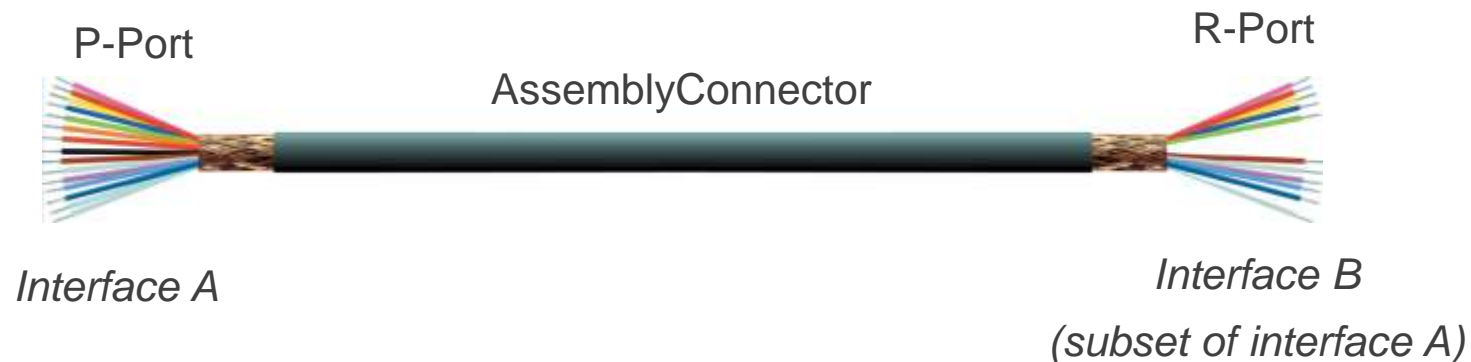 P-Port
R-Port
AssemblyConnector
Interface A
Interface B
(subset of interface A)